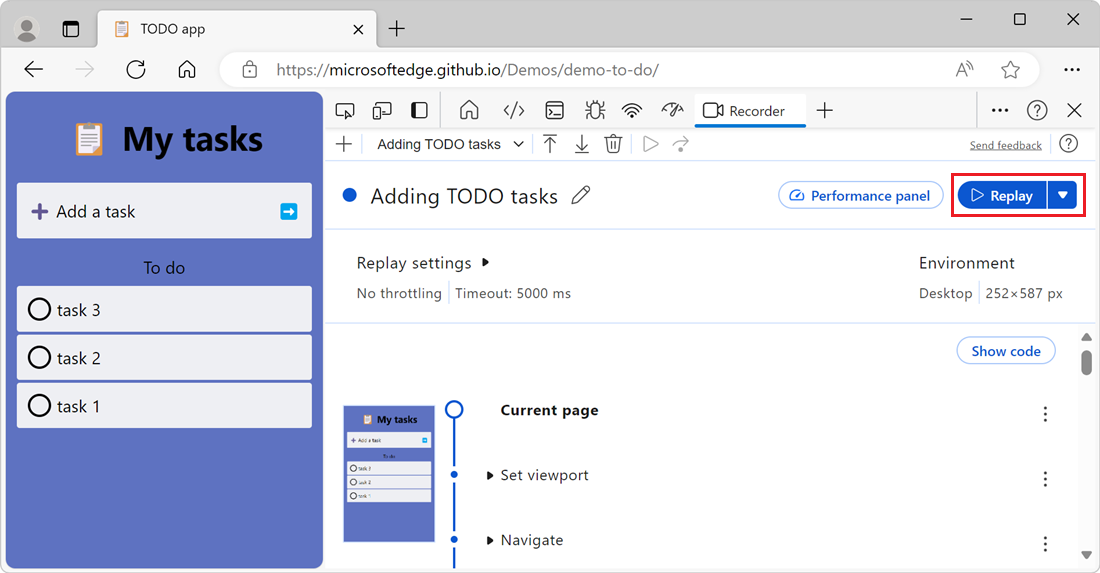 TODO app
https://microsoftedge.github.io/Demos/demo-to-do/
My tasks
Add a task
To do
task 3
task 2
task 1
Recorder
Adding TODO tasks
Send feedback
Adding TODO tasks
Performance panel
Replay
Replay settings
No throttling
Timeout: 5000 ms
Environment
Desktop
252×587 px
Show code
My tasks
Add a task
To do
task 3
task 2
task 1
Current page
Set viewport
Navigate